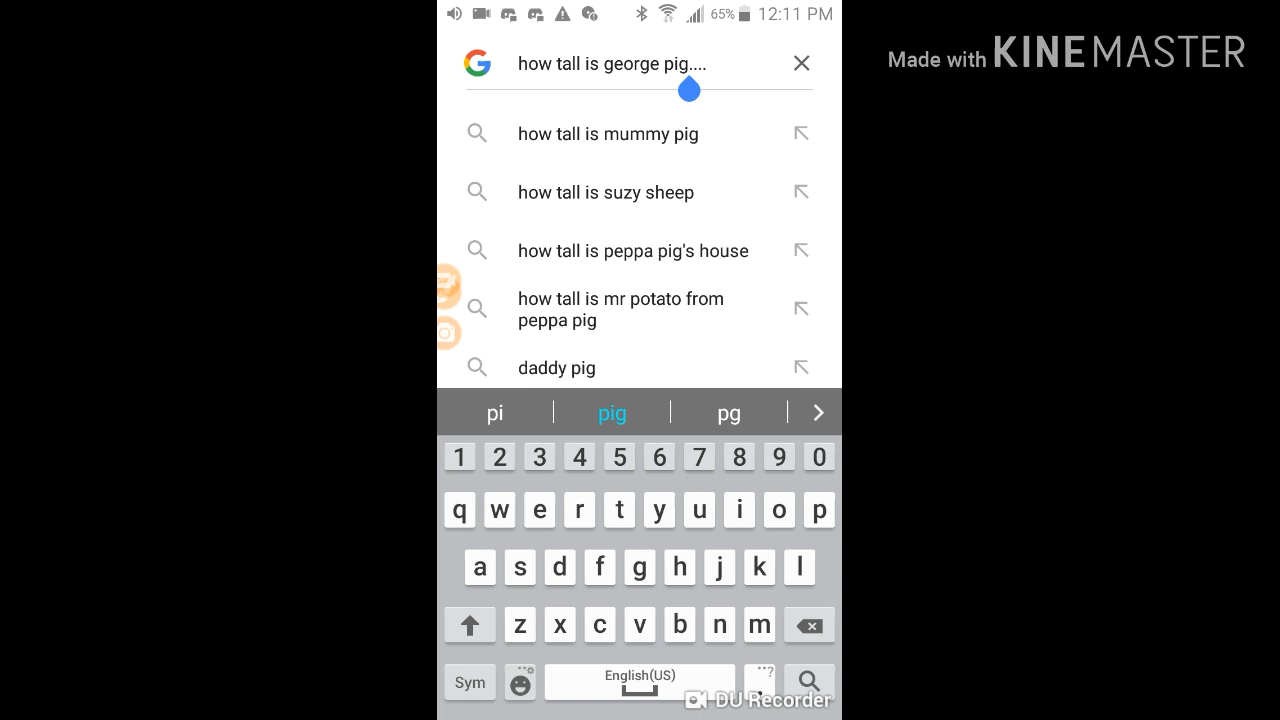 65% 12:11 PM
Made with KINEMASTER
how tall is george pig....
how tall is mummy pig
how tall is suzy sheep
how tall is peppa pig's house
how tall is mr potato from
peppa pig
daddy pig
pi pig pg
1 2 3 4 5 6 7 8 9 0
q w e r t y u i o p
a s d f g h j k l
z x c v b n m
Sym English(US) . ?
DU Recorder